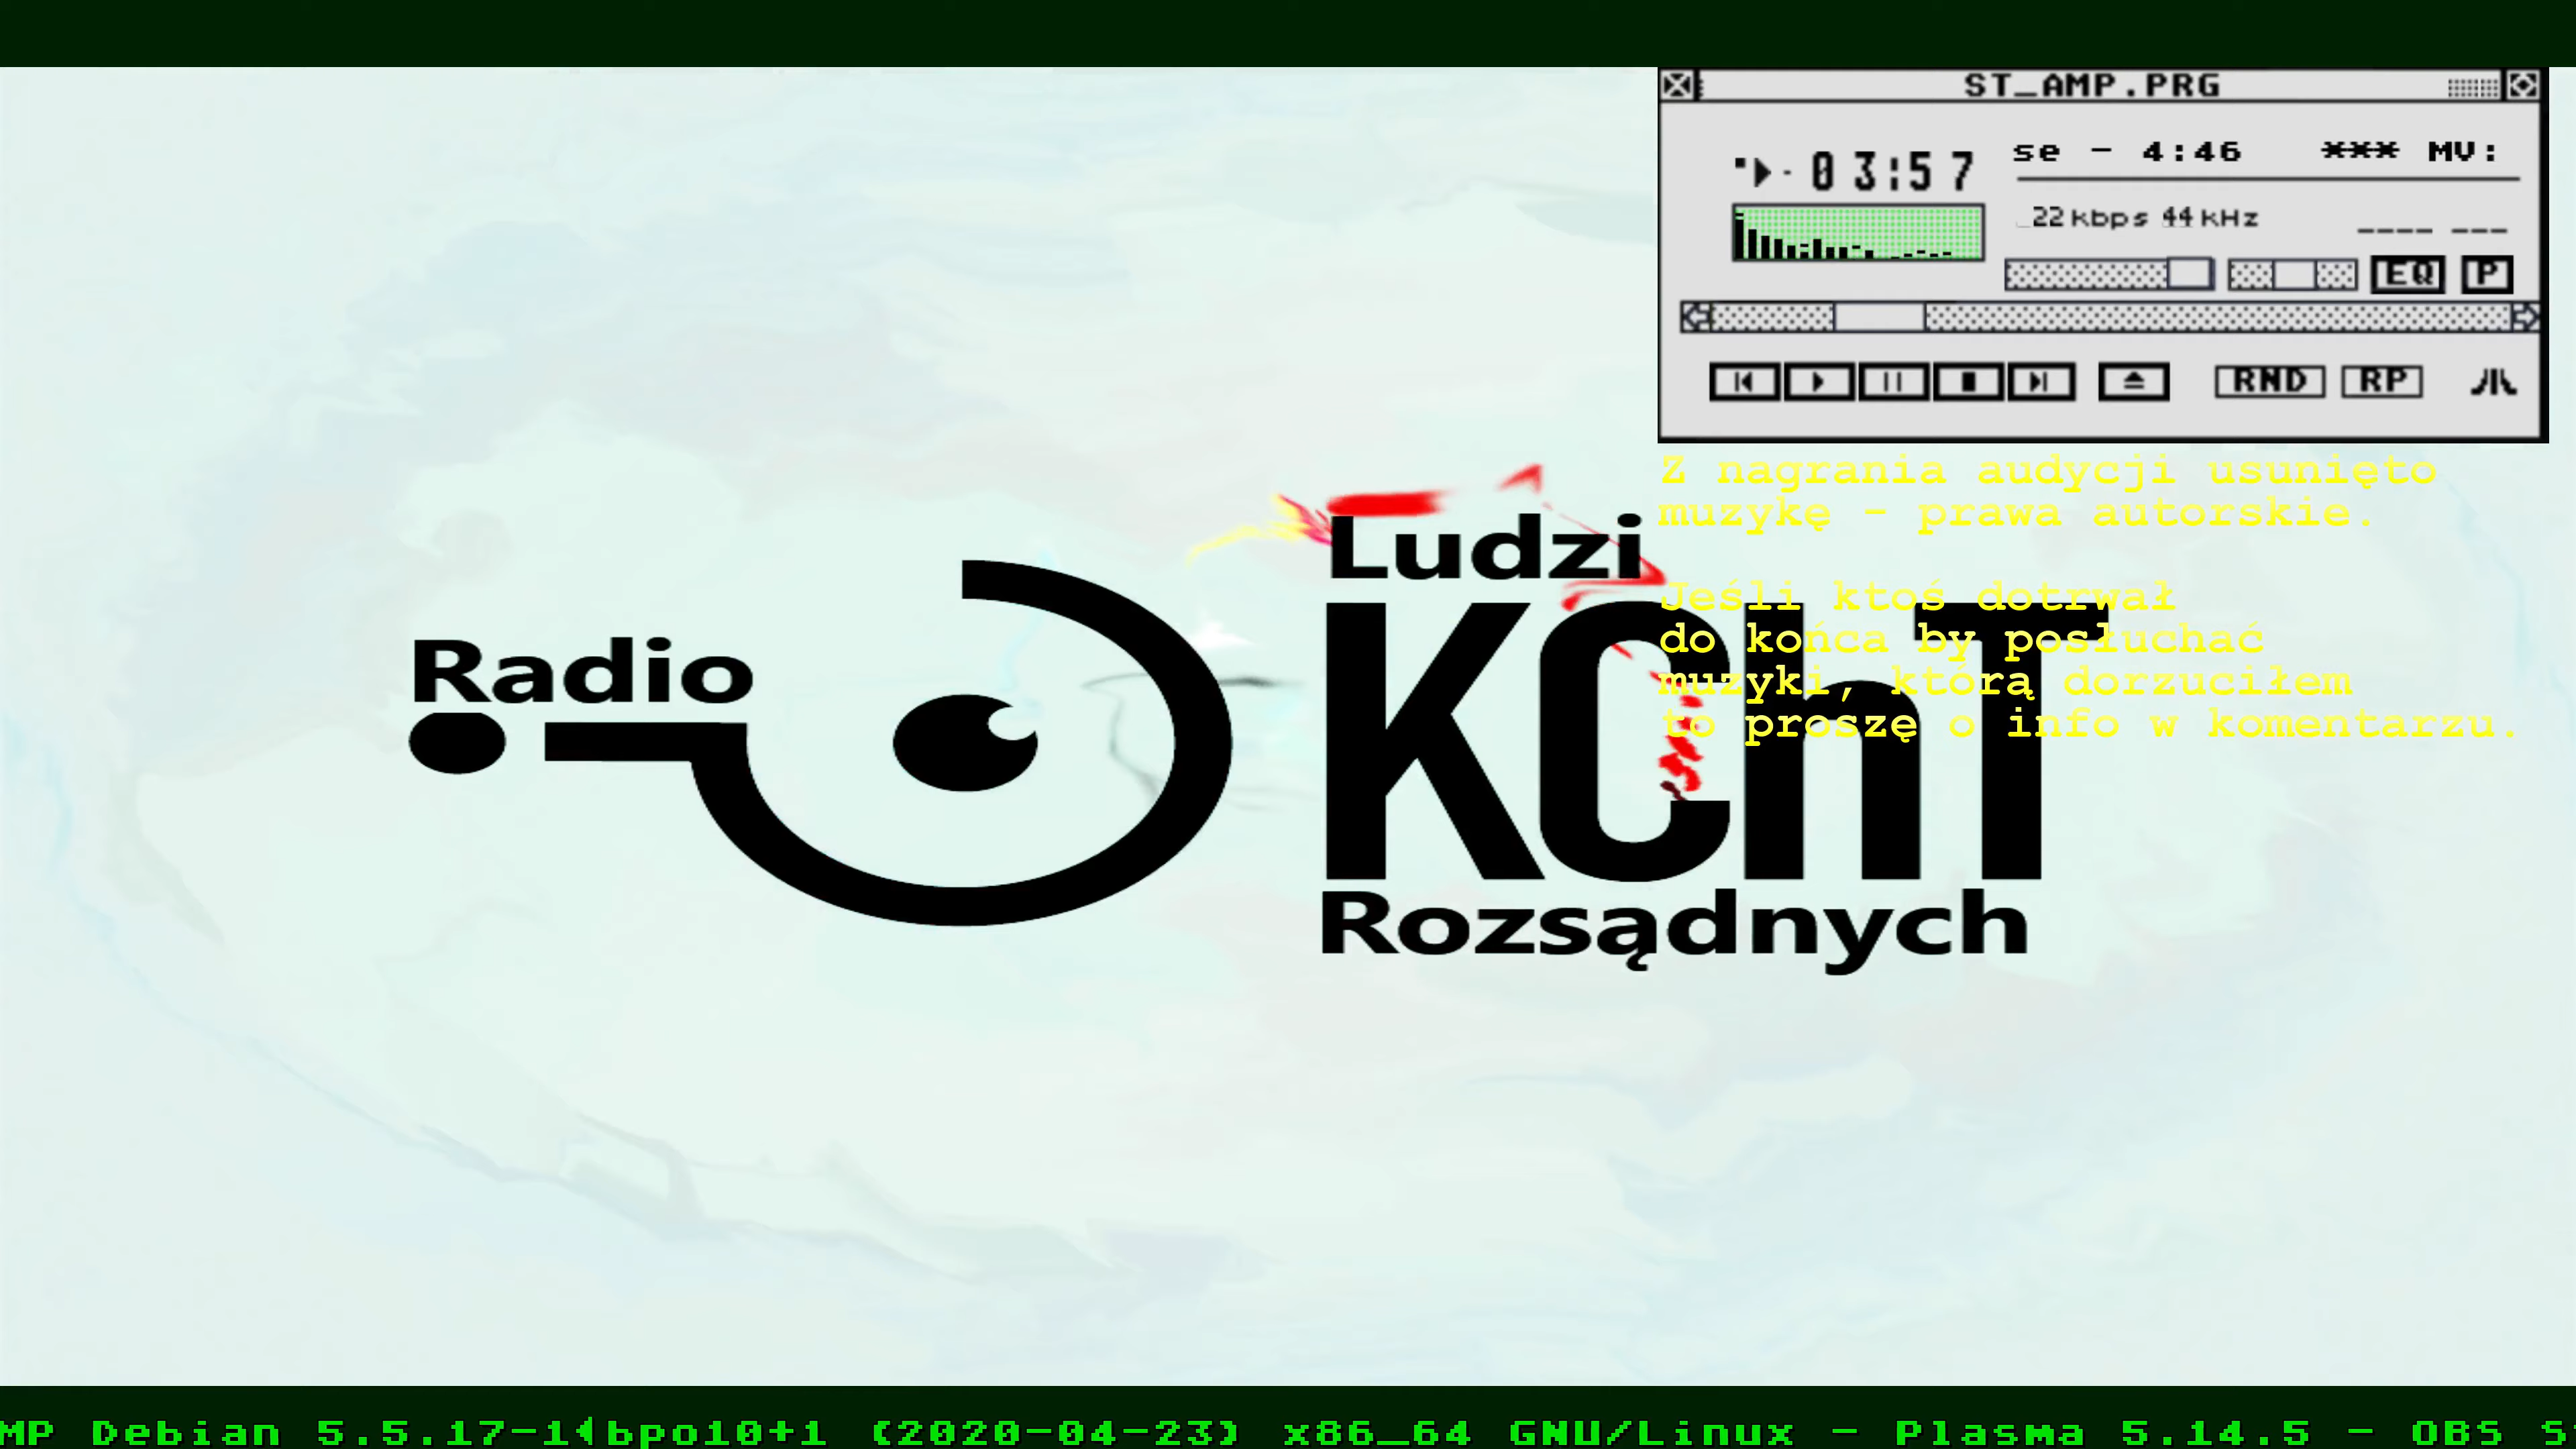 ST_AMP.PRG
03:57
se - 4:46 *** MV:
22 kbps 44 kHz
EQ P
RND RP
Z nagrania audycji usunięto
muzykę - prawa autorskie.
Jeśli ktoś dotrwał
do końca by posłuchać
muzyki, którą dorzuciłem
to proszę o info w komentarzu.
Radio
Ludzi
KChT
Rozsądnych
MP Debian 5.5.17-1 bpo10+1 (2020-04-23) x86_64 GNU/Linux - Plasma 5.14.5 - OBS